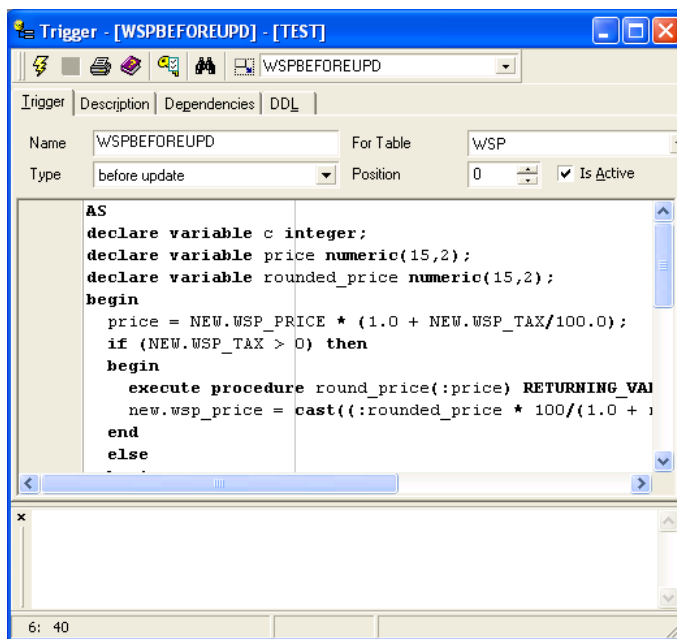 Trigger - [WSPBEFOREUPD] - [TEST]
WSPBEFOREUPD
Trigger Description Dependencies DDL
Name WSPBEFOREUPD For Table WSP
Type before update Position 0 Is Active
AS
declare variable c integer;
declare variable price numeric(15,2);
declare variable rounded_price numeric(15,2);
begin
price = NEW.WSP_PRICE * (1.0 + NEW.WSP_TAX/100.0);
if (NEW.WSP_TAX > 0) then
begin
execute procedure round_price(:price) RETURNING_VA
new.wsp_price = cast((:rounded_price * 100/(1.0 +
end
else
6: 40